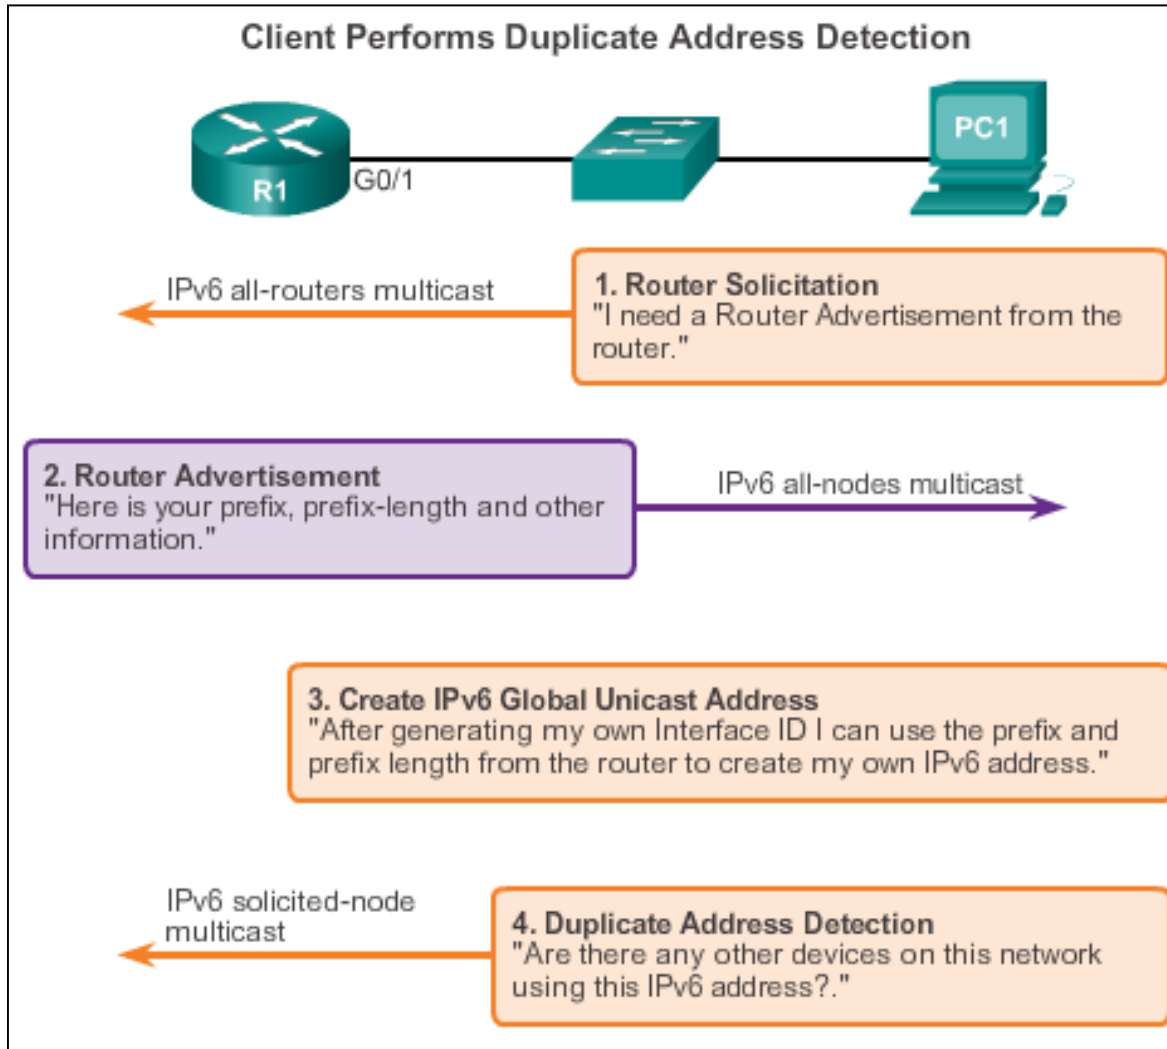 Client Performs Duplicate Address Detection
PC1
R1
G0/1
IPv6 all-routers multicast
1. Router Solicitation
"I need a Router Advertisement from the
router."
2. Router Advertisement
"Here is your prefix, prefix-length and other
information."
IPv6 all-nodes multicast
3. Create IPv6 Global Unicast Address
"After generating my own Interface ID I can use the prefix and
prefix length from the router to create my own IPv6 address."
IPv6 solicited-node
multicast
4. Duplicate Address Detection
"Are there any other devices on this network
using this IPv6 address?."